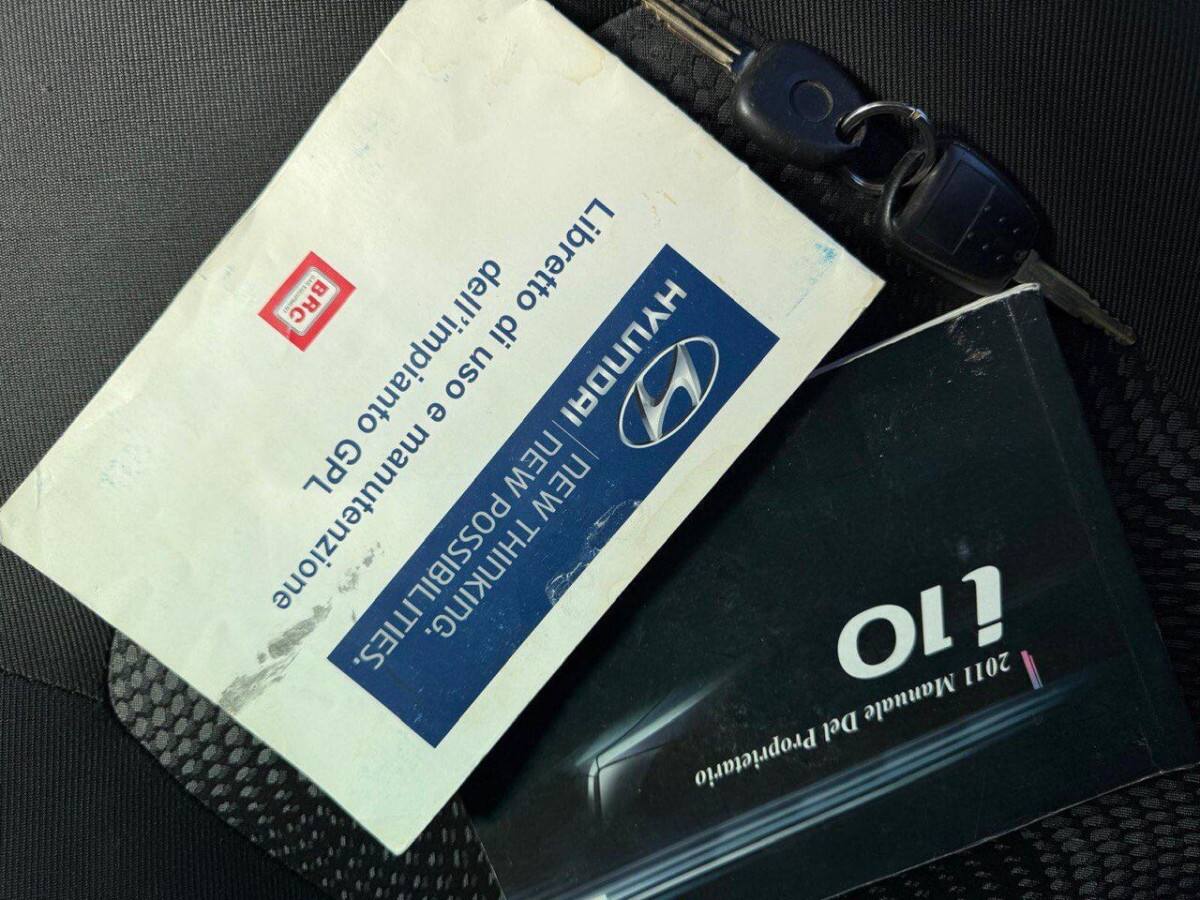 HYUNDAI
NEW THINKING.
NEW POSSIBILITIES.
Libretto di uso e manutenzione
dell'impianto GPL
BRC
i10
2011 Manuale Del Proprietario